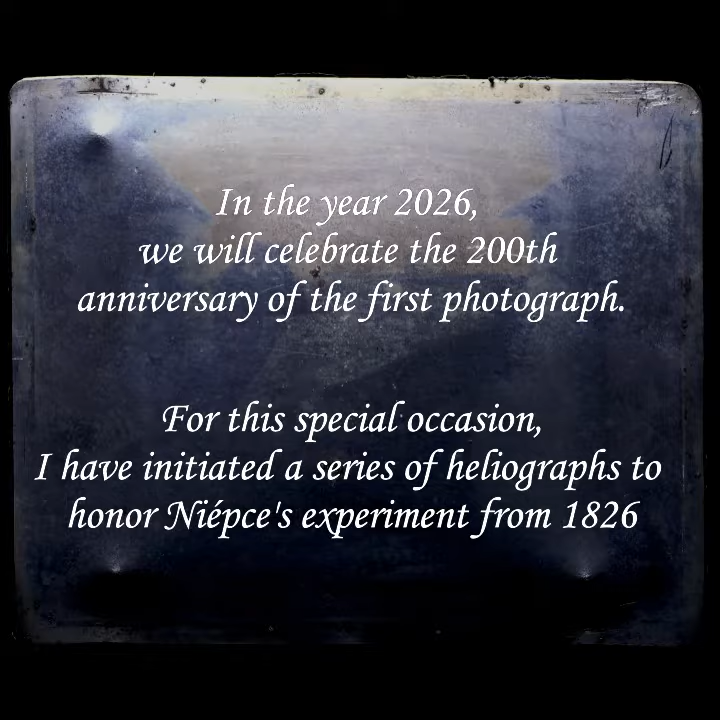 In the year 2026,
we will celebrate the 200th
anniversary of the first photograph.
For this special occasion,
I have initiated a series of heliographs to
honor Niépce's experiment from 1826